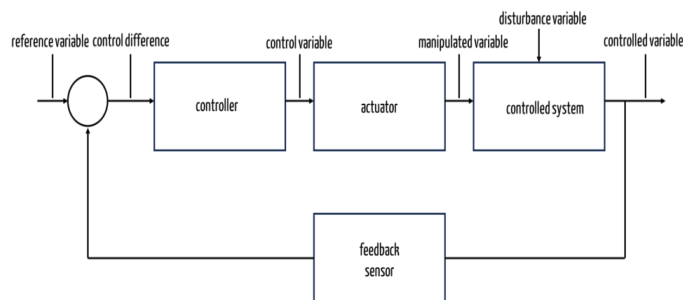 disturbance variable
reference variable control difference
control variable
manipulated variable
controlled variable
controller
actuator
controlled system
feedback
sensor